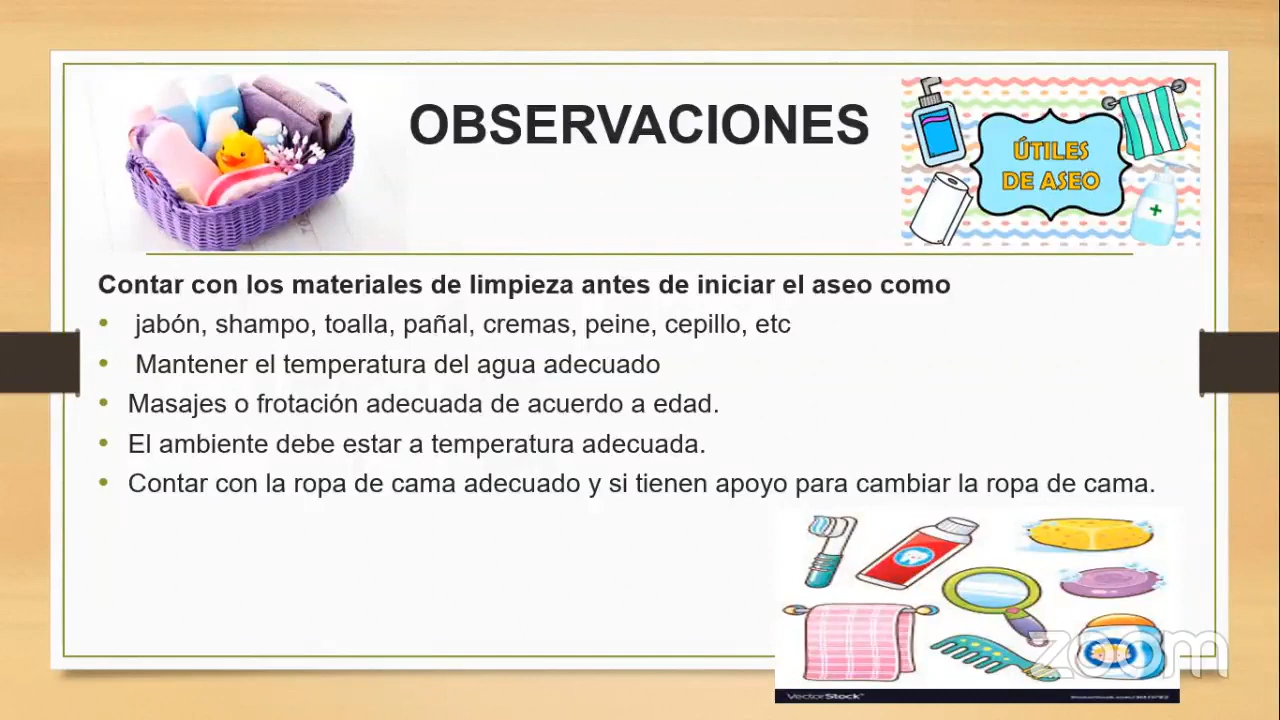 OBSERVACIONES
ÚTILES
DE ASEO
Contar con los materiales de limpieza antes de iniciar el aseo como
• jabón, shampo, toalla, pañal, cremas, peine, cepillo, etc
• Mantener el temperatura del agua adecuado
• Masajes o frotación adecuada de acuerdo a edad.
• El ambiente debe estar a temperatura adecuada.
• Contar con la ropa de cama adecuado y si tienen apoyo para cambiar la ropa de cama.
zoom
VectorStock